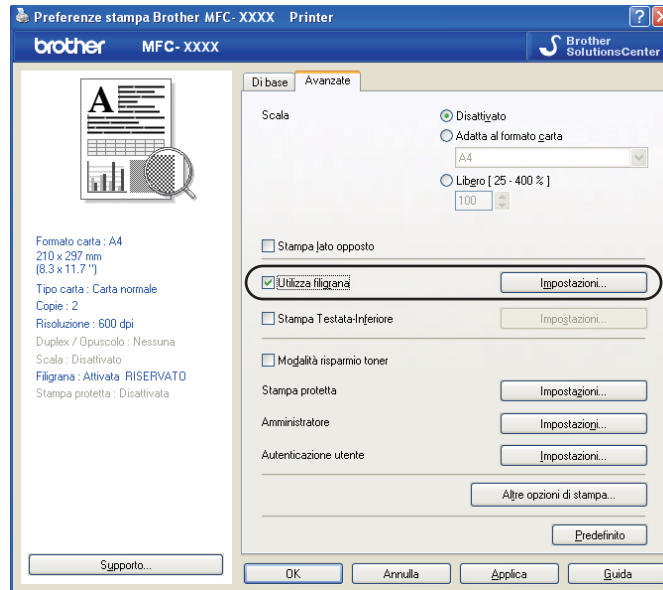 Preferenze stampa Brother MFC- XXXX Printer
brother MFC- XXXX
Brother
SolutionsCenter
Di base Avanzate
A
Scala
Disattivato
Adatta al formato carta
A4
Libero [ 25 - 400 % ]
100
Formato carta : A4
210 x 297 mm
(8.3 x 11.7 ")
Tipo carta : Carta normale
Copie : 2
Risoluzione : 600 dpi
Duplex / Opuscolo : Nessuna
Scala : Disattivato
Filigrana : Attivata RISERVATO
Stampa protetta : Disattivata
Supporto...
Stampa lato opposto
Utilizza filigrana Impostazioni...
Stampa Testata-Inferiore Impostazioni...
Modalità risparmio toner
Stampa protetta Impostazioni...
Amministratore Impostazioni...
Autenticazione utente Impostazioni...
Altre opzioni di stampa...
Predefinito
OK Annulla Applica Guida